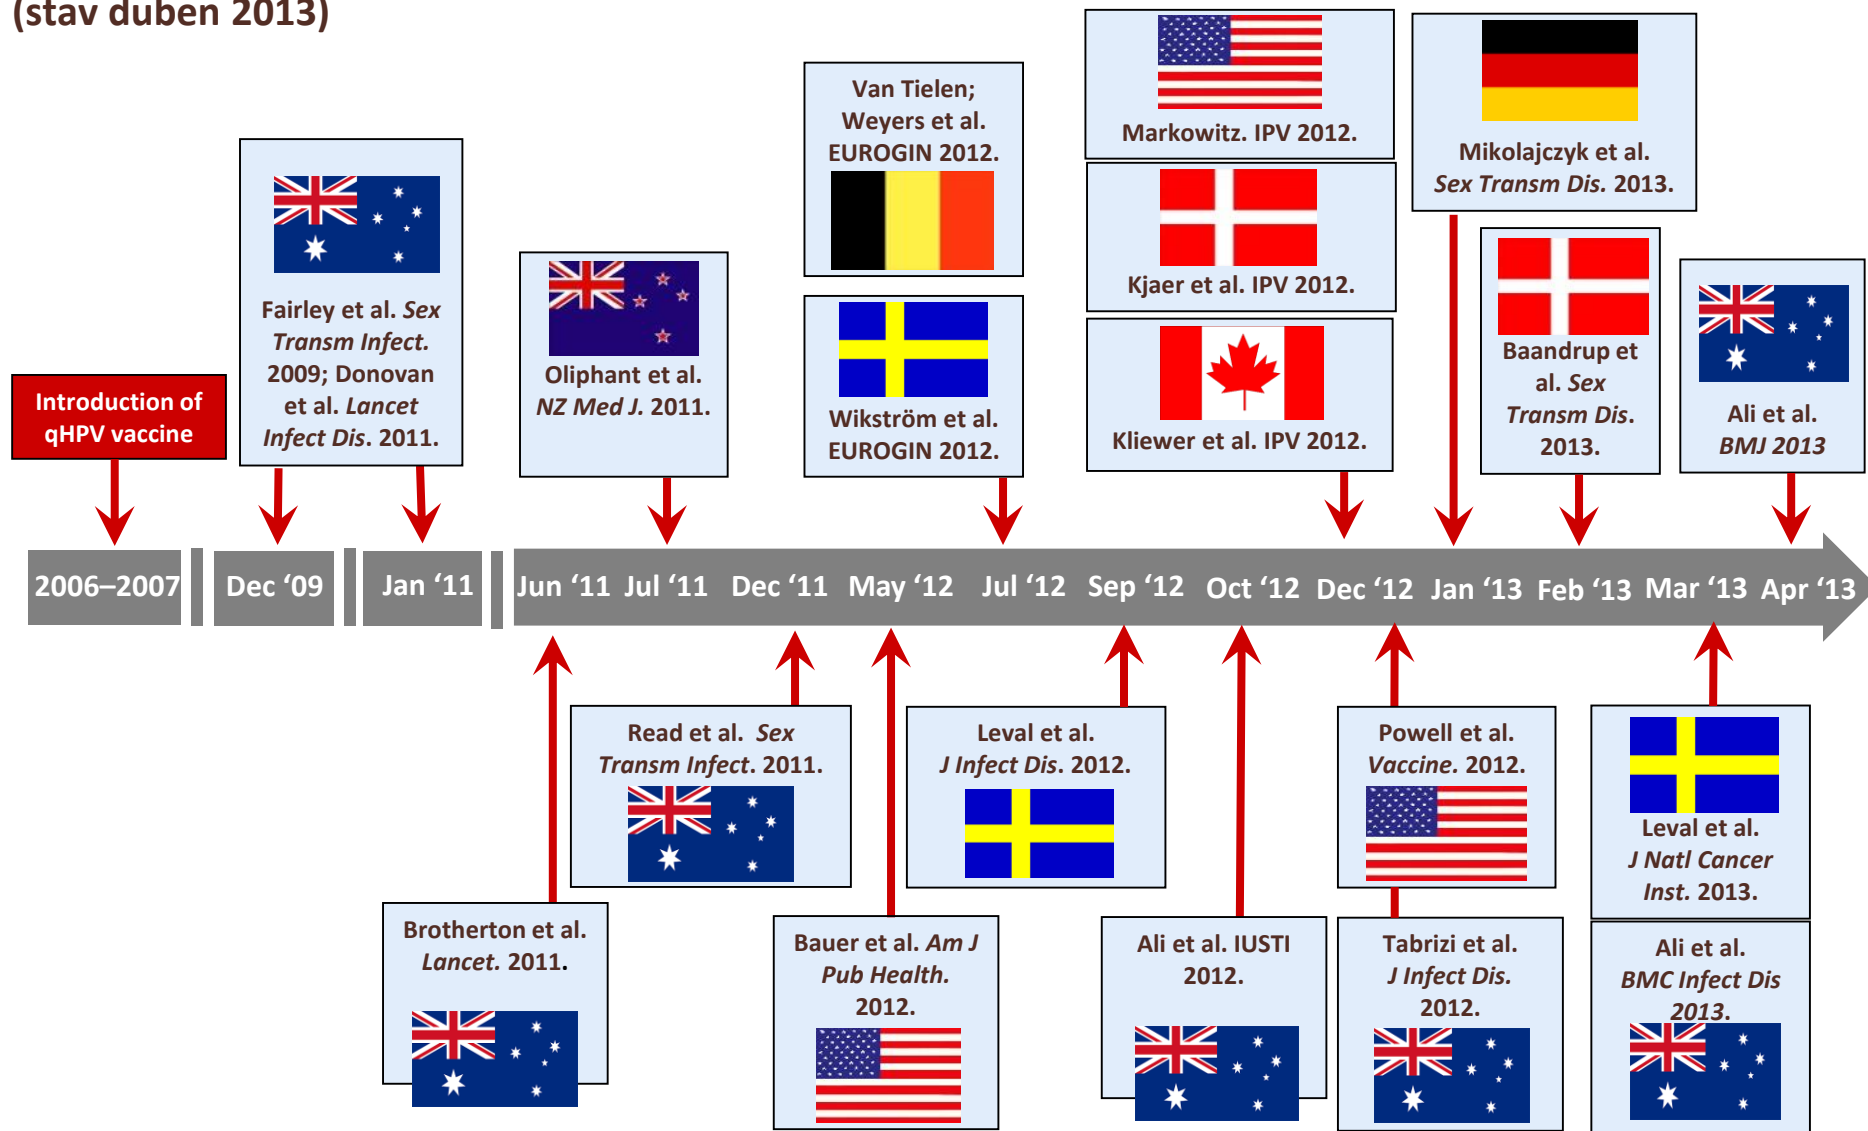 (stav duben 2013)
Introduction of
qHPV vaccine
Fairley et al. Sex
Transm Infect.
2009; Donovan
et al. Lancet
Infect Dis. 2011.
Oliphant et al.
NZ Med J. 2011.
Van Tielen;
Weyers et al.
EUROGIN 2012.
Wikström et al.
EUROGIN 2012.
Markowitz. IPV 2012.
Kjaer et al. IPV 2012.
Kliewer et al. IPV 2012.
Mikolajczyk et al.
Sex Transm Dis. 2013.
Baandrup et
al. Sex
Transm Dis.
2013.
Ali et al.
BMJ 2013
2006–2007
Dec ‘09
Jan ‘11
Jun ‘11
Jul ‘11
Dec ‘11
May ‘12
Jul ‘12
Sep ‘12
Oct ‘12
Dec ‘12
Jan ‘13
Feb ‘13
Mar ‘13
Apr ‘13
Brotherton et al.
Lancet. 2011.
Read et al. Sex
Transm Infect. 2011.
Bauer et al. Am J
Pub Health.
2012.
Leval et al.
J Infect Dis. 2012.
Ali et al. IUSTI
2012.
Powell et al.
Vaccine. 2012.
Tabrizi et al.
J Infect Dis.
2012.
Leval et al.
J Natl Cancer
Inst. 2013.
Ali et al.
BMC Infect Dis
2013.